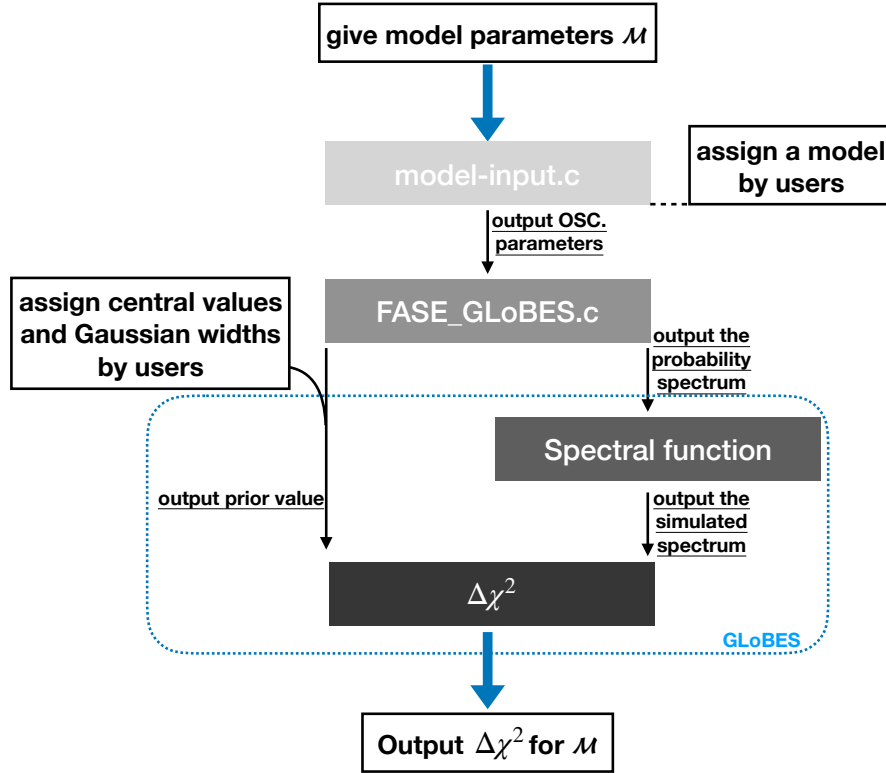 give model parameters ℳ
model-input.c
assign a model
by users
output OSC.
parameters
FASE_GLoBES.c
assign central values
and Gaussian widths
by users
output the
probability
spectrum
Spectral function
output prior value
output the
simulated
spectrum
Δχ²
GLoBES
Output Δχ² for ℳ